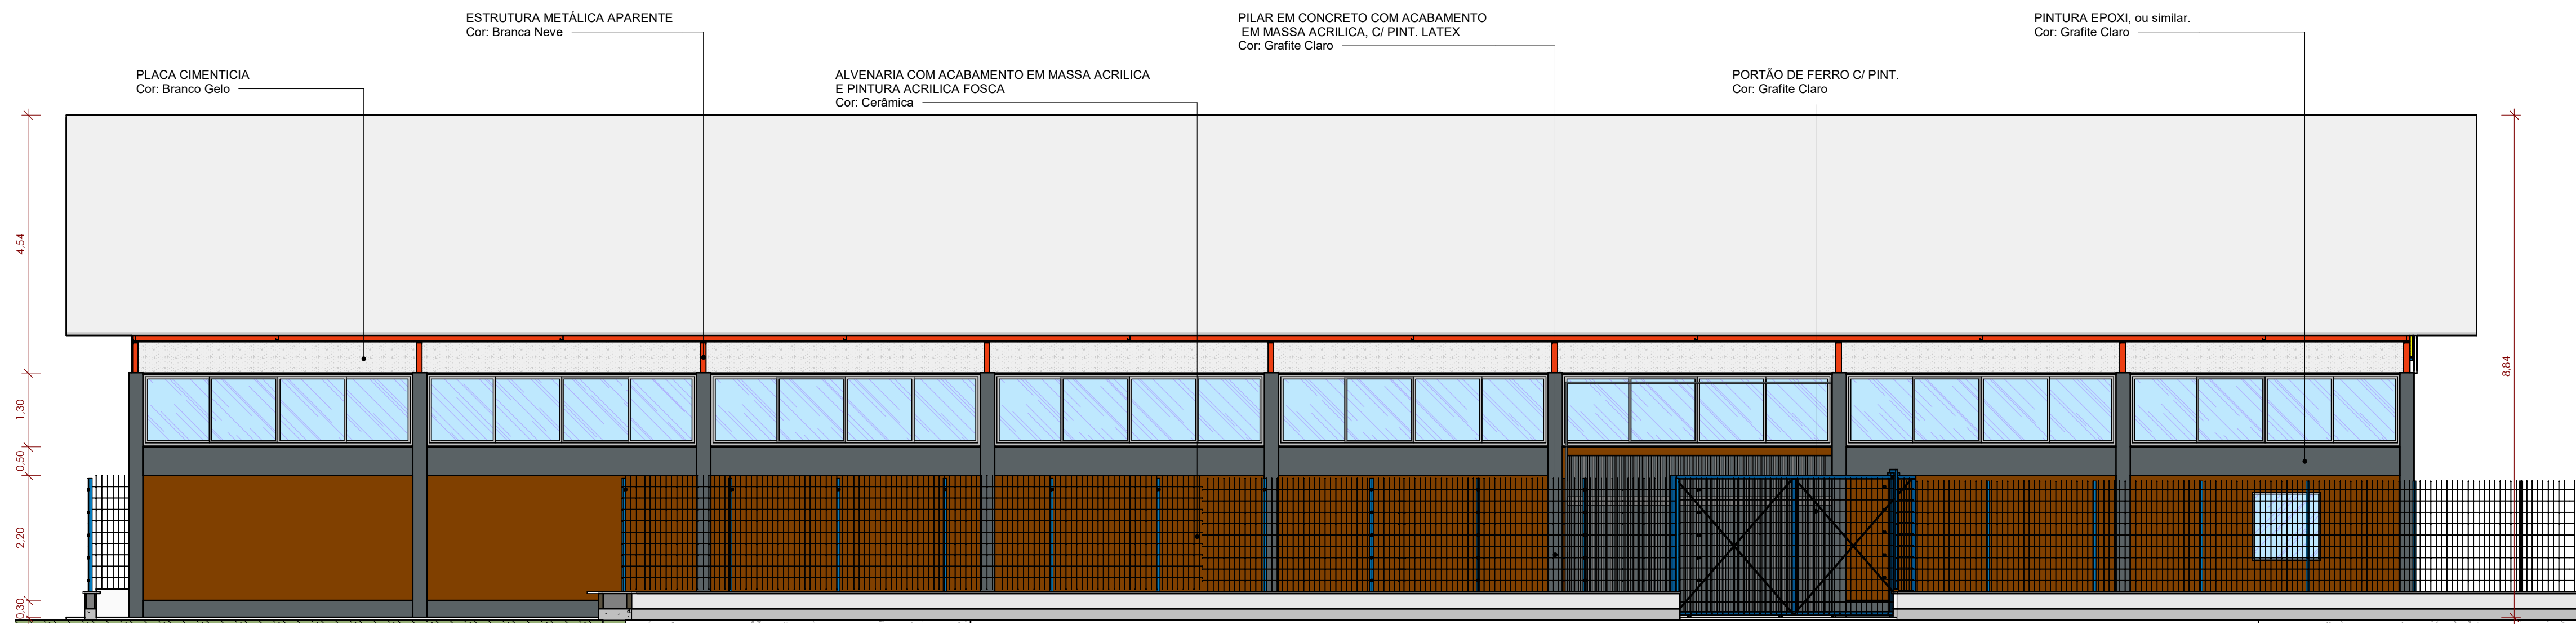 ESTRUTURA METÁLICA APARENTE
Cor: Branca Neve
PILAR EM CONCRETO COM ACABAMENTO
EM MASSA ACRILICA, C/ PINT. LATEX
Cor: Grafite Claro
PINTURA EPOXI, ou similar.
Cor: Grafite Claro
PLACA CIMENTICIA
Cor: Branco Gelo
ALVENARIA COM ACABAMENTO EM MASSA ACRILICA
E PINTURA ACRILICA FOSCA
Cor: Cerâmica
PORTÃO DE FERRO C/ PINT.
Cor: Grafite Claro
4,54
1,30
0,50
2,20
0,30
8,84